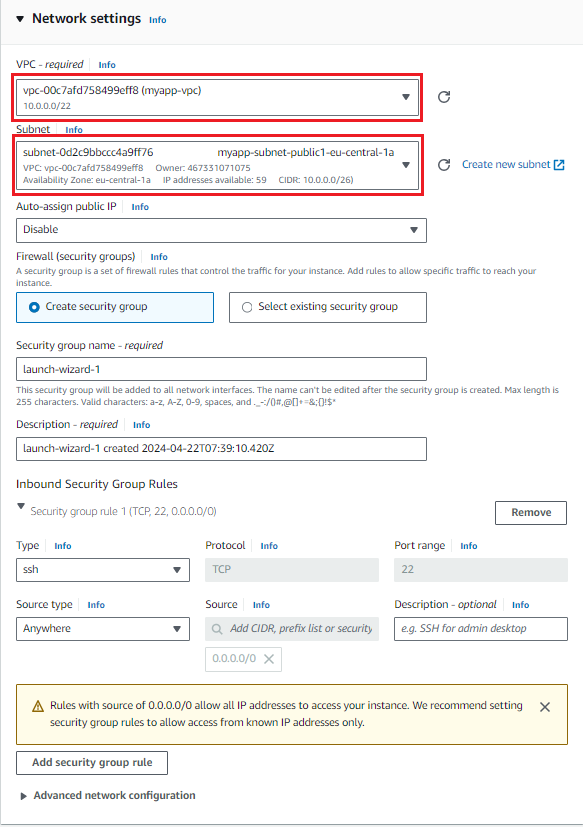 Network settings Info
VPC - required Info
vpc-00c7afd758499eff8 (myapp-vpc)
10.0.0.0/22
Subnet Info
subnet-0d2c9bbccc4a9ff76 myapp-subnet-public1-eu-central-1a
VPC: vpc-00c7afd758499eff8 Owner: 467331071075
Availability Zone: eu-central-1a IP addresses available: 59 CIDR: 10.0.0.0/26)
Create new subnet
Auto-assign public IP Info
Disable
Firewall (security groups) Info
A security group is a set of firewall rules that control the traffic for your instance. Add rules to allow specific traffic to reach your
instance.
Create security group
Select existing security group
Security group name - required
launch-wizard-1
This security group will be added to all network interfaces. The name can't be edited after the security group is created. Max length is
255 characters. Valid characters: a-z, A-Z, 0-9, spaces, and ._-:/()#,@[]+=&;{}!$*
Description - required Info
launch-wizard-1 created 2024-04-22T07:39:10.420Z
Inbound Security Group Rules
Security group rule 1 (TCP, 22, 0.0.0.0/0)
Remove
Type Info
Protocol Info
Port range Info
ssh
TCP
22
Source type Info
Source Info
Description - optional Info
Anywhere
Add CIDR, prefix list or security
e.g. SSH for admin desktop
0.0.0.0/0
Rules with source of 0.0.0.0/0 allow all IP addresses to access your instance. We recommend setting
security group rules to allow access from known IP addresses only.
Add security group rule
Advanced network configuration